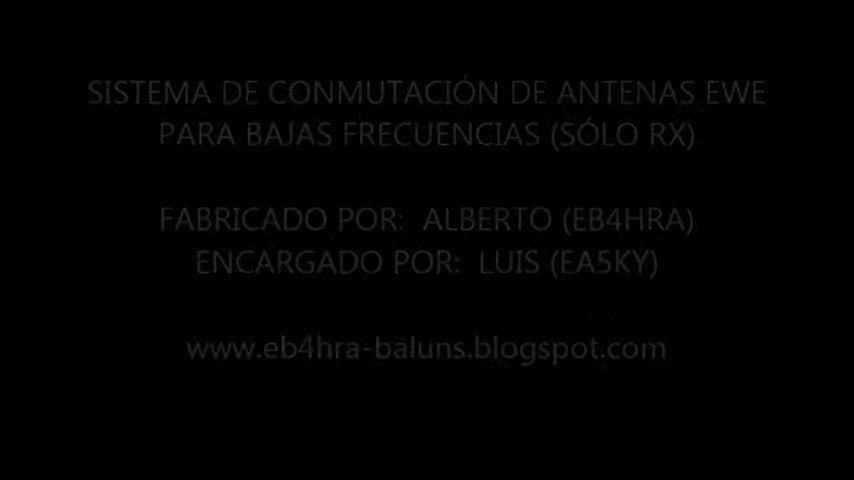 SISTEMA DE CONMUTACIÓN DE ANTENAS EWE
PARA BAJAS FRECUENCIAS (SÓLO RX)
FABRICADO POR: ALBERTO (EB4HRA)
ENCARGADO POR: LUIS (EA5KY)
www.eb4hra-baluns.blogspot.com